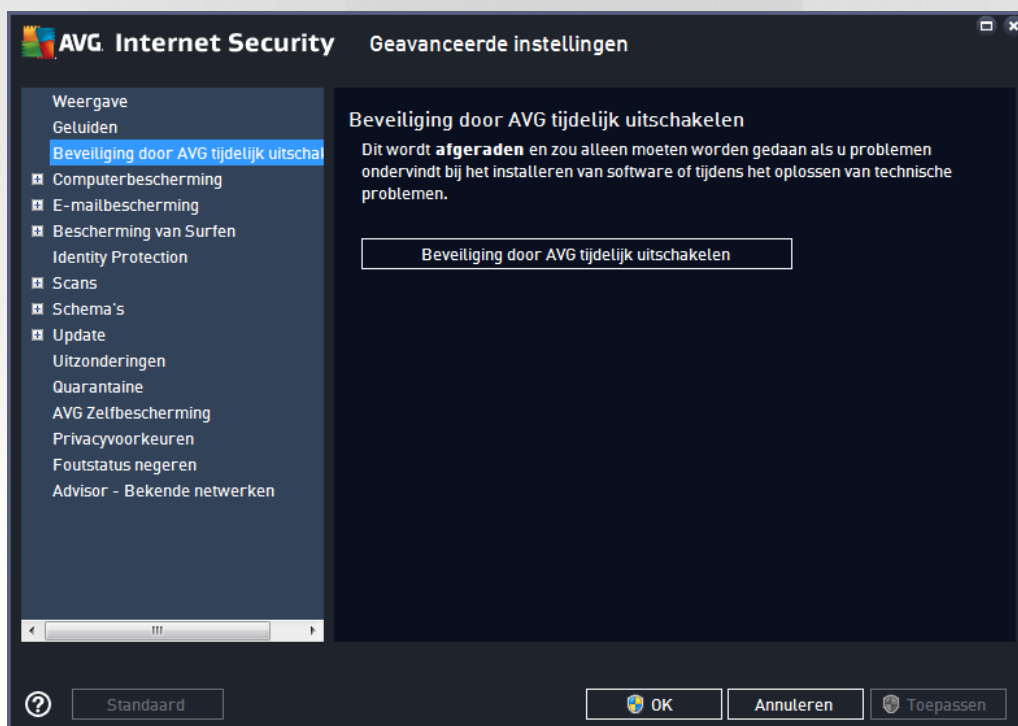 AVG. Internet Security
Geavanceerde instellingen
Weergave
Geluiden
Beveiliging door AVG tijdelijk uitschal
Computerbescherming
E-mailbescherming
Bescherming van Surfen
Identity Protection
Scans
Schema's
Update
Uitzonderingen
Quarantaine
AVG Zelfbescherming
Privacyvoorkeuren
Foutstatus negeren
Advisor - Bekende netwerken
Beveiliging door AVG tijdelijk uitschakelen
Dit wordt afgeraden en zou alleen moeten worden gedaan als u problemen
ondervindt bij het installeren van software of tijdens het oplossen van technische
problemen.
Beveiliging door AVG tijdelijk uitschakelen
Standaard
OK
Annuleren
Toepassen